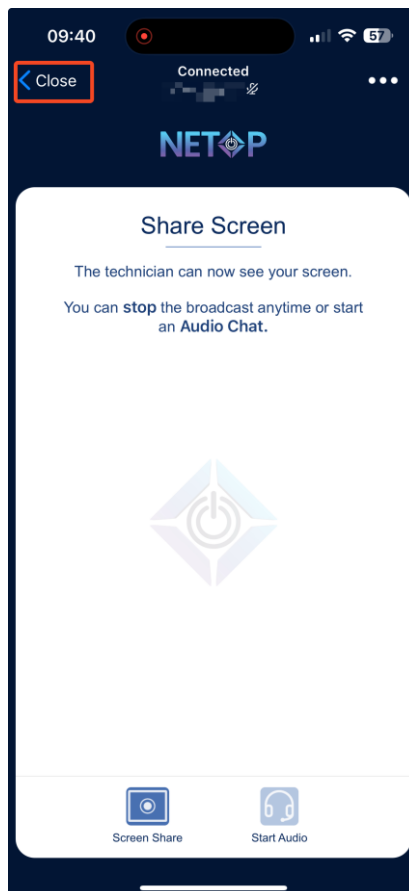 09:40
57
Close
Connected
NETOP
Share Screen
The technician can now see your screen.
You can stop the broadcast anytime or start
an Audio Chat.
Screen Share
Start Audio